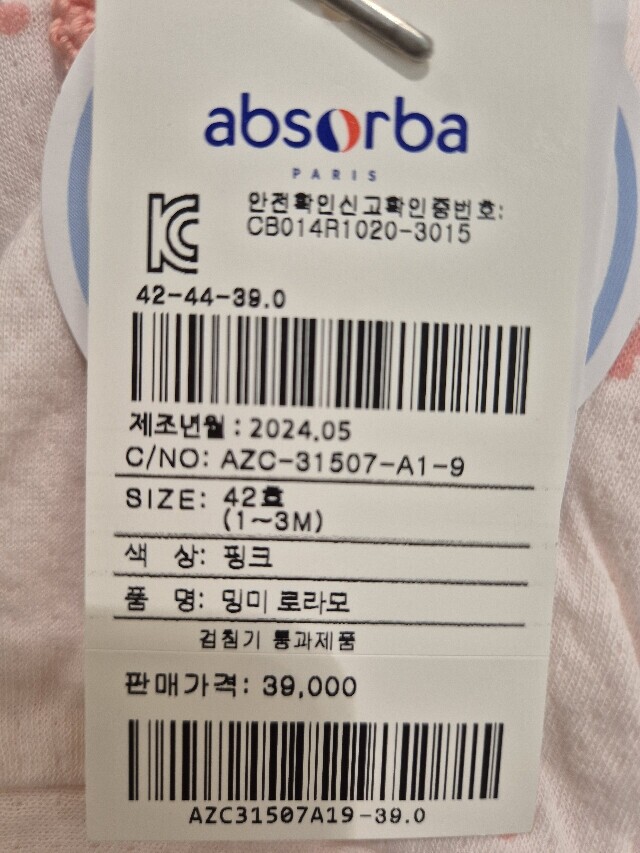 absorba
PARIS
안전확인신고확인증번호:
CB014R1020-3015
42-44-39.0
제조년월 : 2024.05
C/NO: AZC-31507-A1-9
SIZE: 42호
(1~3M)
색 상: 핑크
품 명: 밍미 로라모
검침기 통과제품
판매가격: 39,000
AZC31507A19-39.0